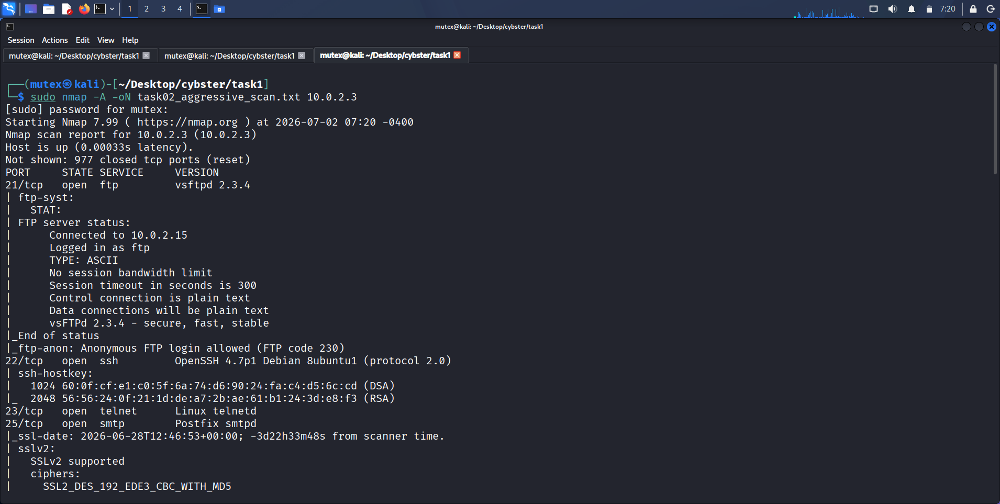 1 2 3 4
7:20
mutex@kali: ~/Desktop/cybster/task1
Session Actions Edit View Help
mutex@kali: ~/Desktop/cybster/task1 mutex@kali: ~/Desktop/cybster/task1 mutex@kali: ~/Desktop/cybster/task1
┌──(mutex㉿kali)-[~/Desktop/cybster/task1]
└─$ sudo nmap -A -oN task02_aggressive_scan.txt 10.0.2.3
[sudo] password for mutex:
Starting Nmap 7.99 ( https://nmap.org ) at 2026-07-02 07:20 -0400
Nmap scan report for 10.0.2.3 (10.0.2.3)
Host is up (0.00033s latency).
Not shown: 977 closed tcp ports (reset)
PORT     STATE SERVICE     VERSION
21/tcp   open  ftp         vsftpd 2.3.4
| ftp-syst:
|   STAT:
| FTP server status:
|      Connected to 10.0.2.15
|      Logged in as ftp
|      TYPE: ASCII
|      No session bandwidth limit
|      Session timeout in seconds is 300
|      Control connection is plain text
|      Data connections will be plain text
|      vsFTPd 2.3.4 - secure, fast, stable
|_End of status
|_ftp-anon: Anonymous FTP login allowed (FTP code 230)
22/tcp   open  ssh         OpenSSH 4.7p1 Debian 8ubuntu1 (protocol 2.0)
| ssh-hostkey:
|   1024 60:0f:cf:e1:c0:5f:6a:74:d6:90:24:fa:c4:d5:6c:cd (DSA)
|_  2048 56:56:24:0f:21:1d:de:a7:2b:ae:61:b1:24:3d:e8:f3 (RSA)
23/tcp   open  telnet      Linux telnetd
25/tcp   open  smtp        Postfix smtpd
|_ssl-date: 2026-06-28T12:46:53+00:00; -3d22h33m48s from scanner time.
| sslv2:
|   SSLv2 supported
|   ciphers:
|     SSL2_DES_192_EDE3_CBC_WITH_MD5